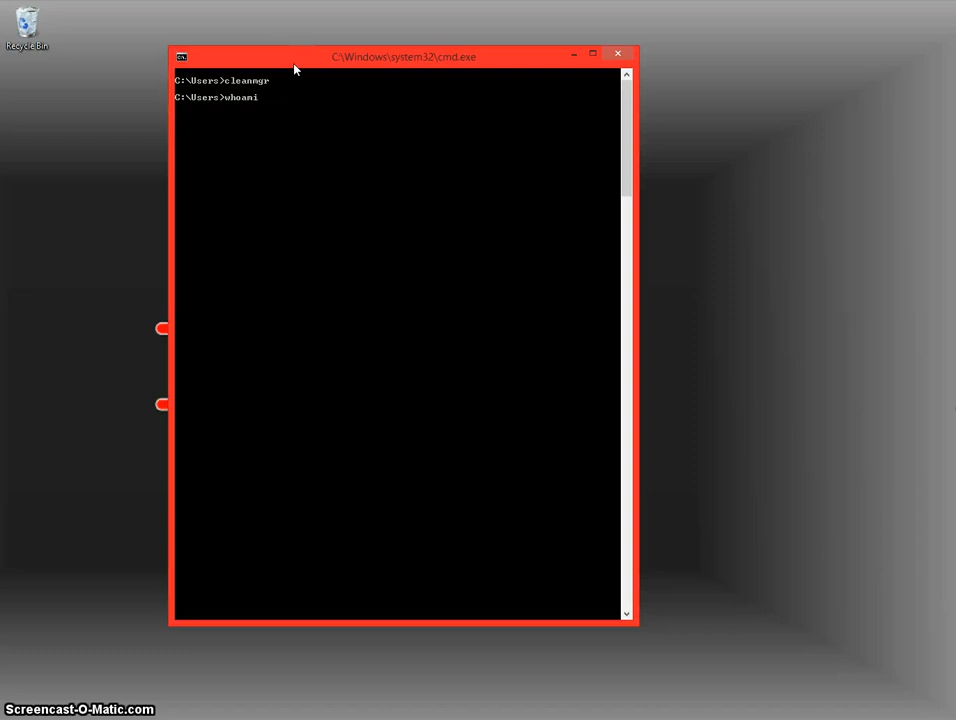 Recycle Bin
C:\Windows\system32\cmd.exe
C:\Users>cleanmgr
C:\Users>whoami
Screencast-O-Matic.com